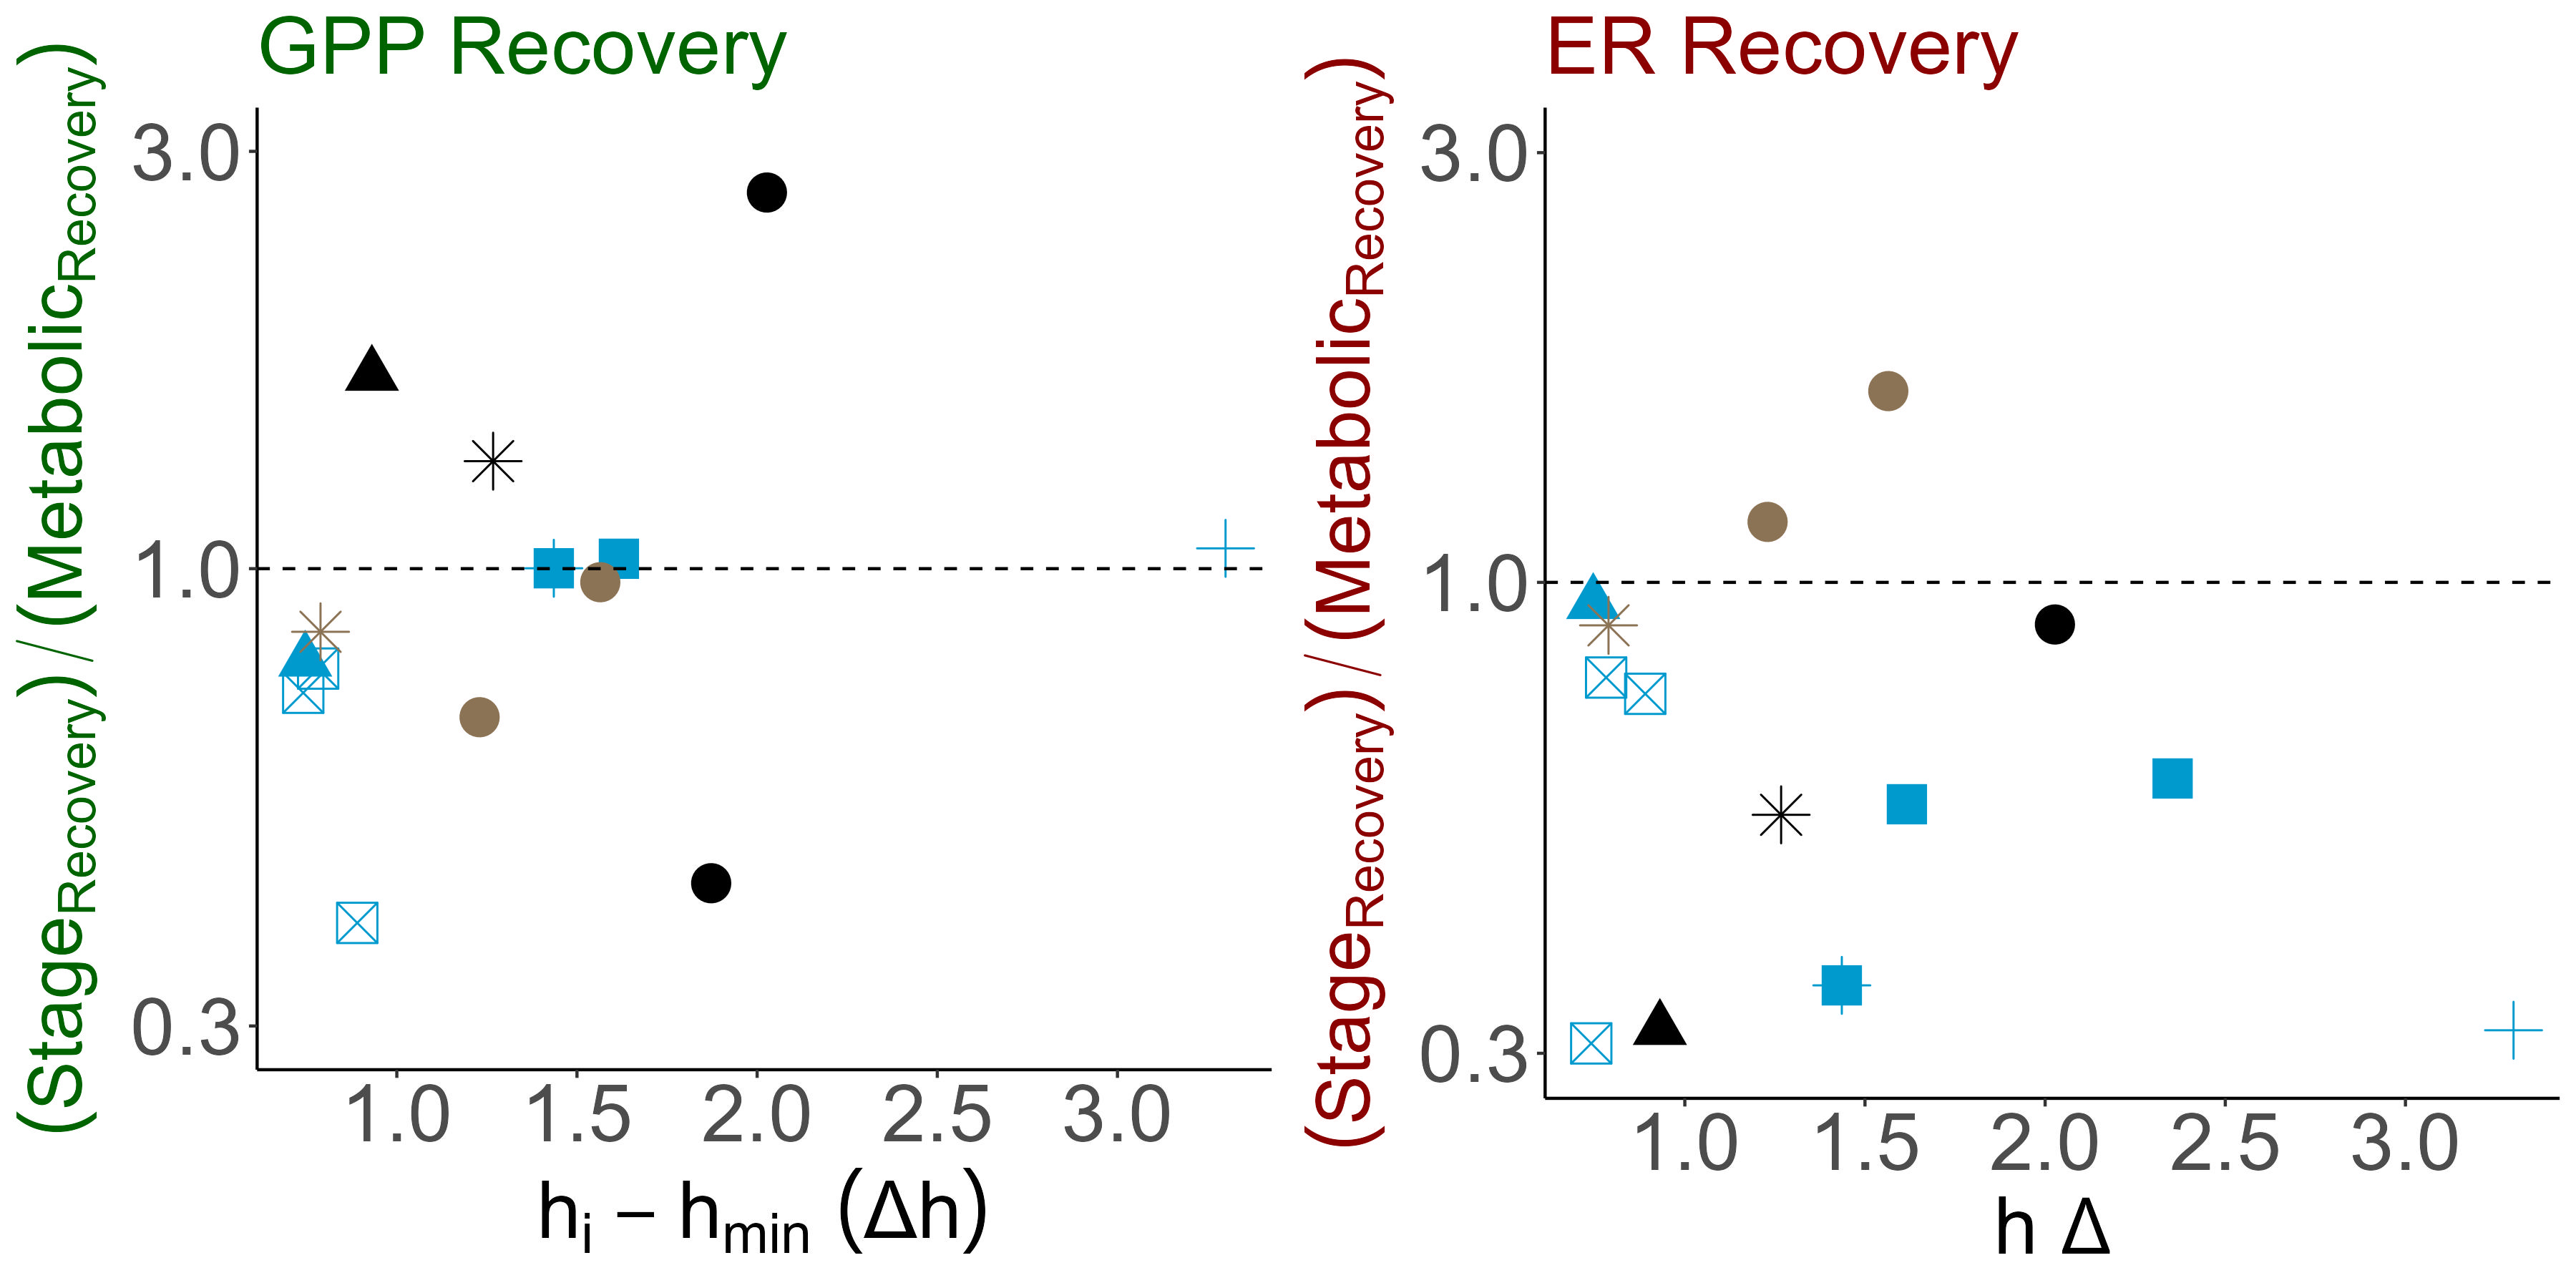 GPP Recovery
(StageRecovery) / (MetabolicRecovery)
3.0
1.0
0.3
1.0 1.5 2.0 2.5 3.0
hi − hmin (Δh)
ER Recovery
(StageRecovery) / (MetabolicRecovery)
3.0
1.0
0.3
1.0 1.5 2.0 2.5 3.0
h Δ